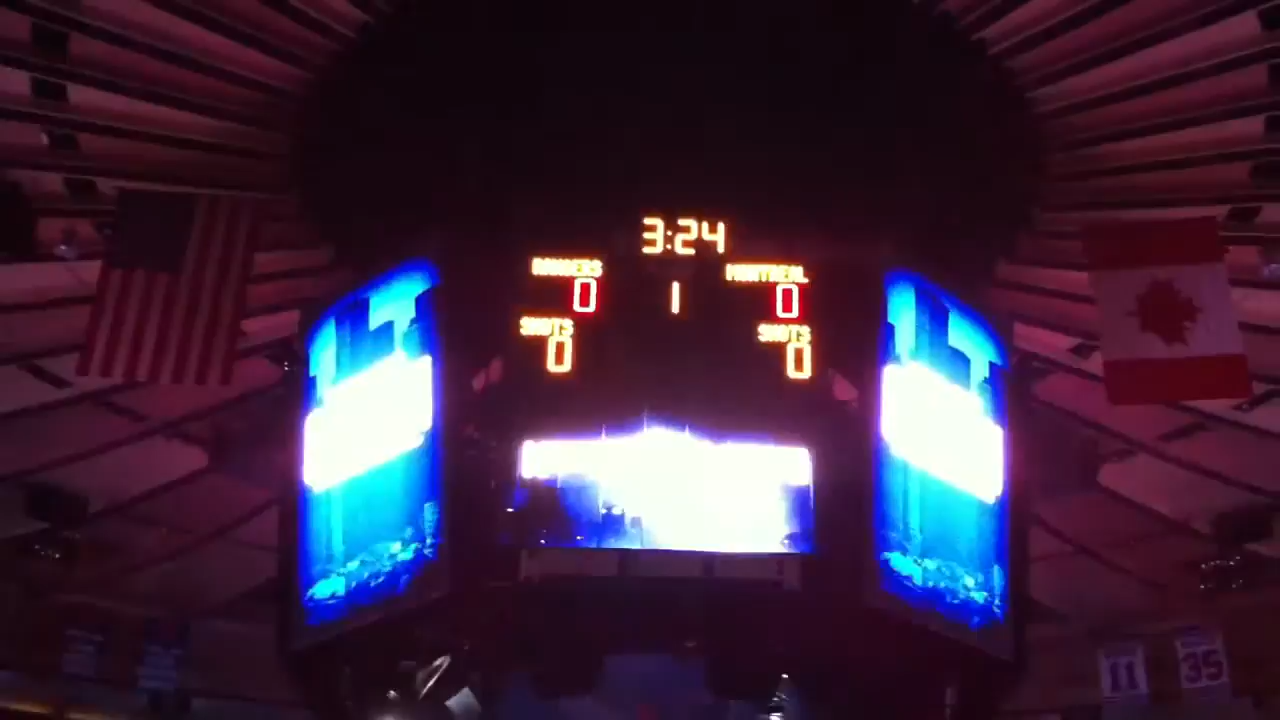 3:24
RANGERS MONTREAL
0 1 0
SHOTS SHOTS
0 0
11 35